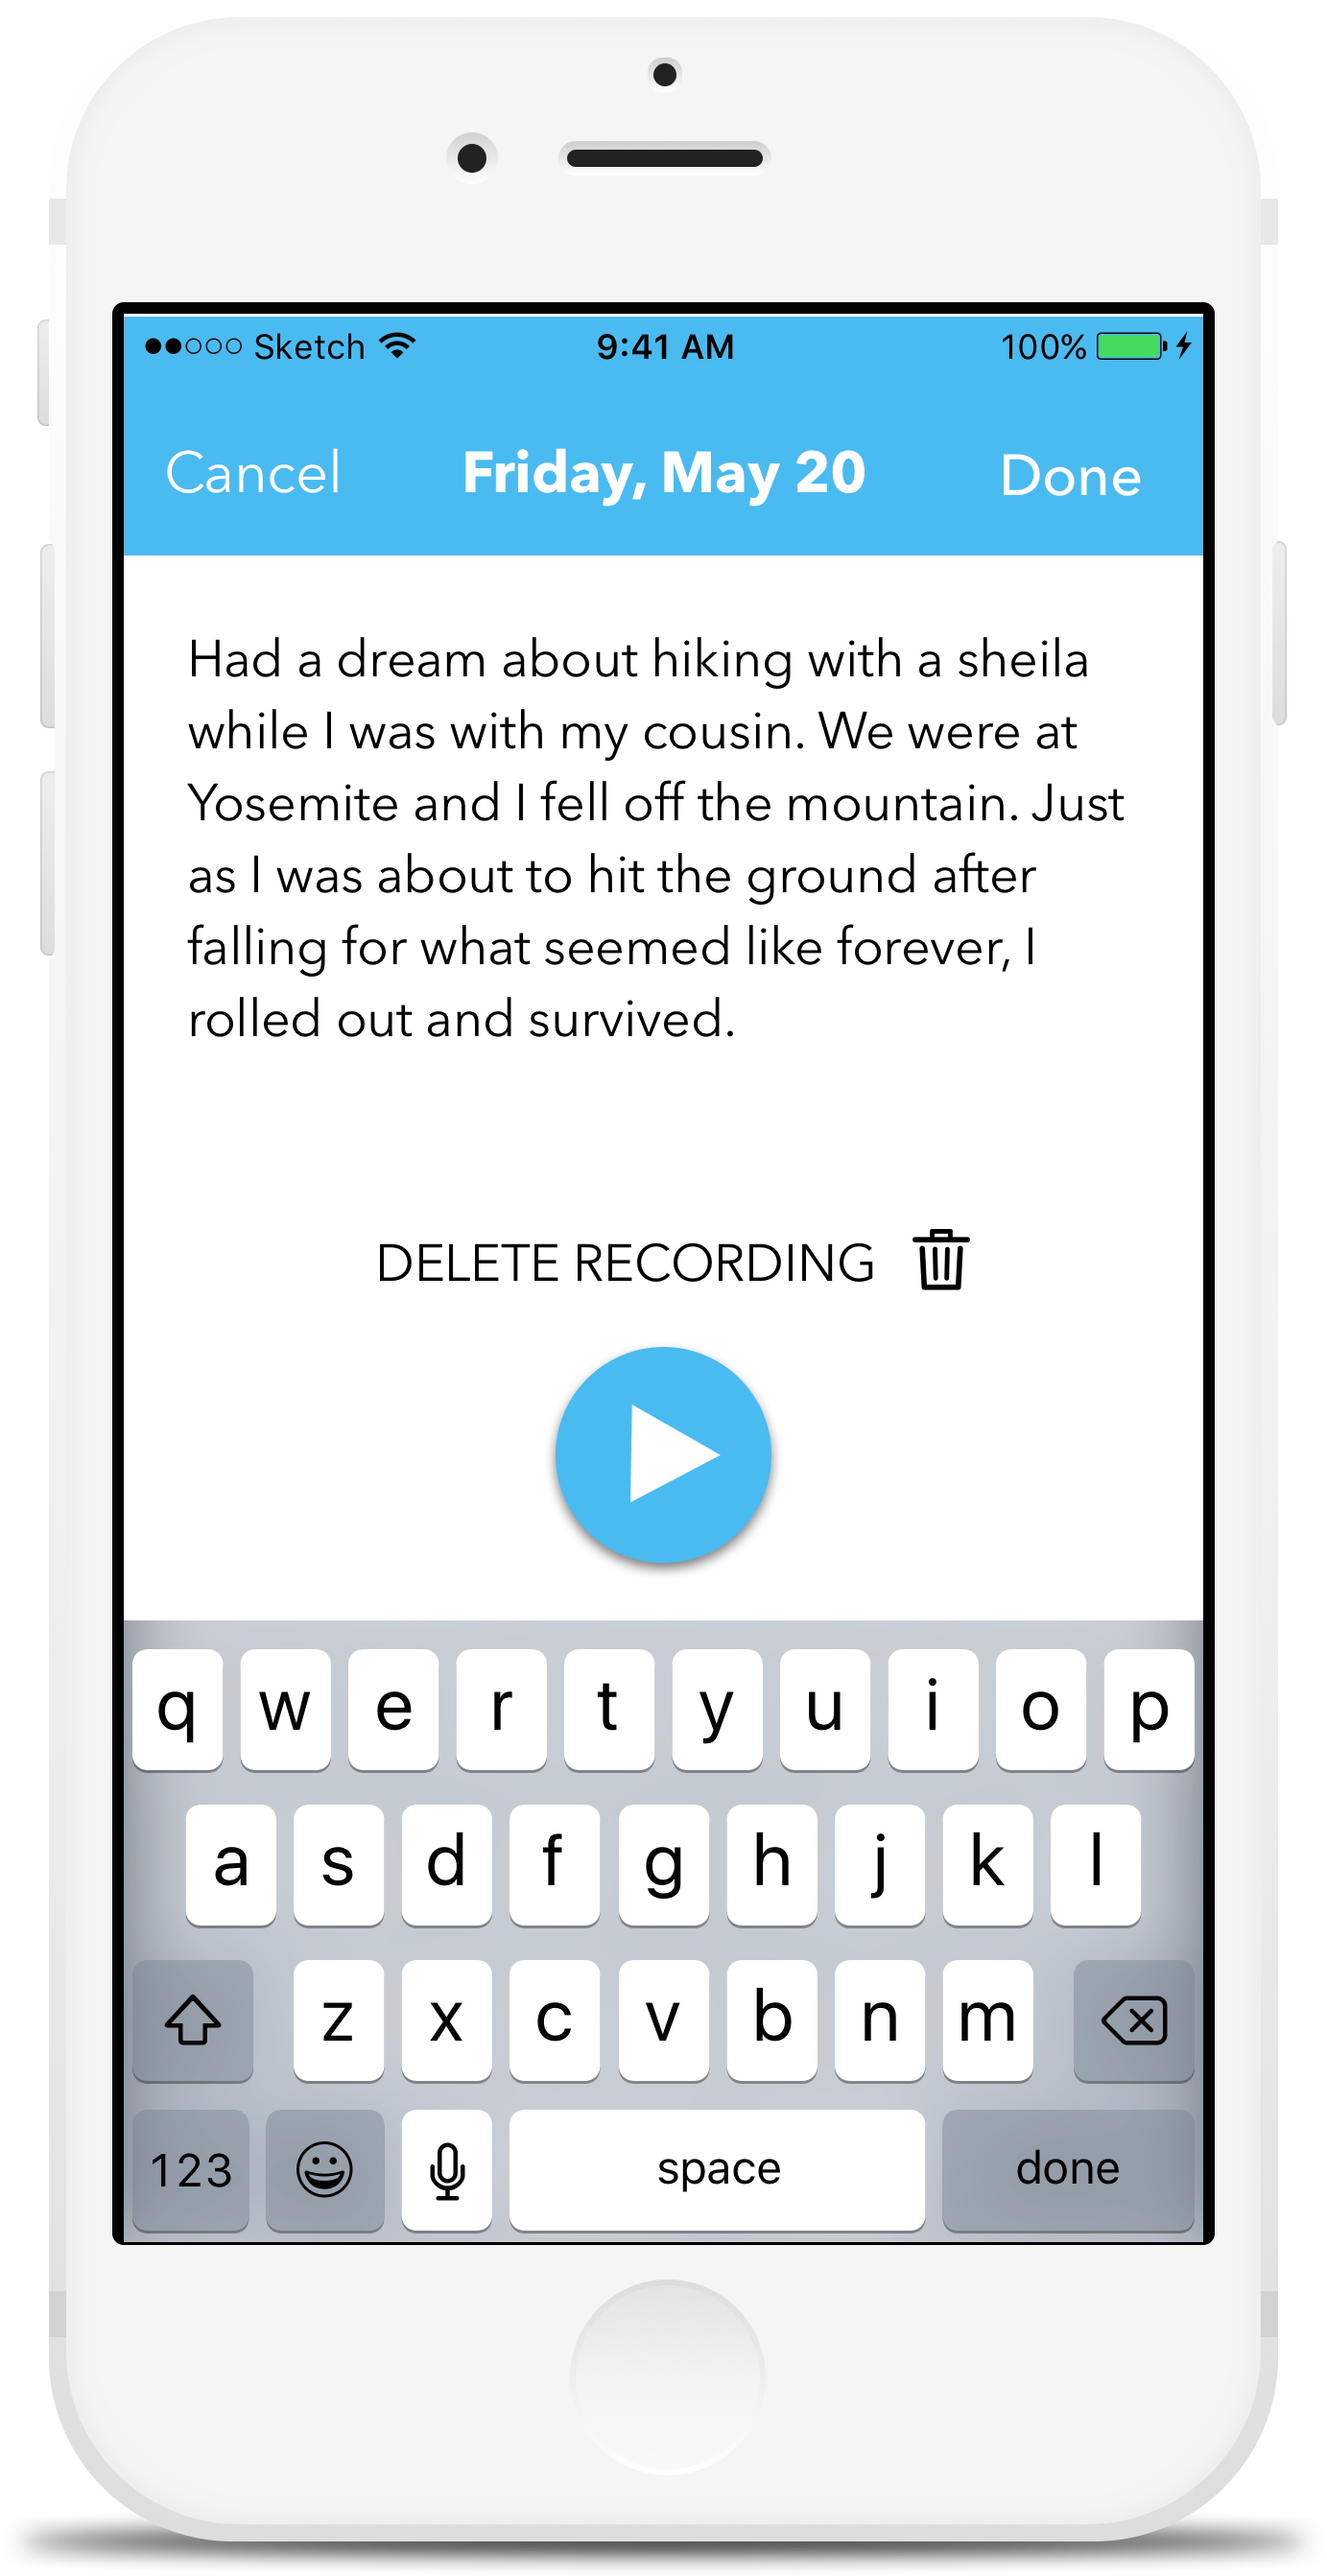 Sketch 9:41 AM 100%
Cancel Friday, May 20 Done
Had a dream about hiking with a sheila
while I was with my cousin. We were at
Yosemite and I fell off the mountain. Just
as I was about to hit the ground after
falling for what seemed like forever, I
rolled out and survived.
DELETE RECORDING
q w e r t y u i o p
a s d f g h j k l
z x c v b n m
123 space done